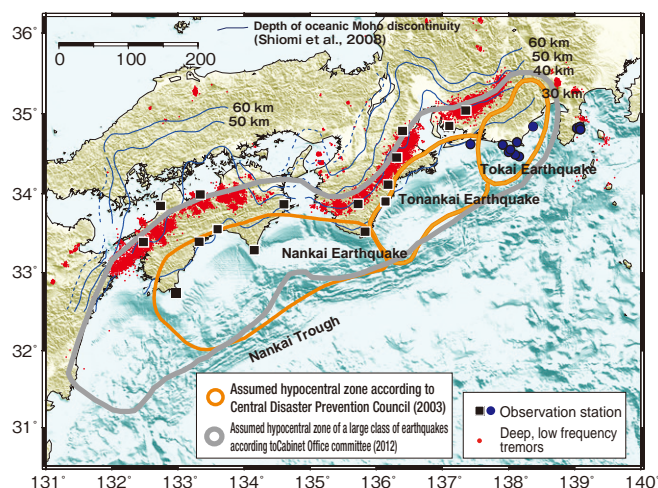 36°
35°
34°
33°
32°
31°
131°
132°
133°
134°
135°
136°
137°
138°
139°
140°
0
100
200
Depth of oceanic Moho discontinuity
(Shiomi et al., 2008)
60 km
50 km
40 km
30 km
60 km
50 km
Tokai Earthquake
Tonankai Earthquake
Nankai Earthquake
Nankai Trough
Assumed hypocentral zone according to
Central Disaster Prevention Council (2003)
Assumed hypocentral zone of a large class of earthquakes
according toCabinet Office committee (2012)
Observation station
Deep, low frequency
tremors